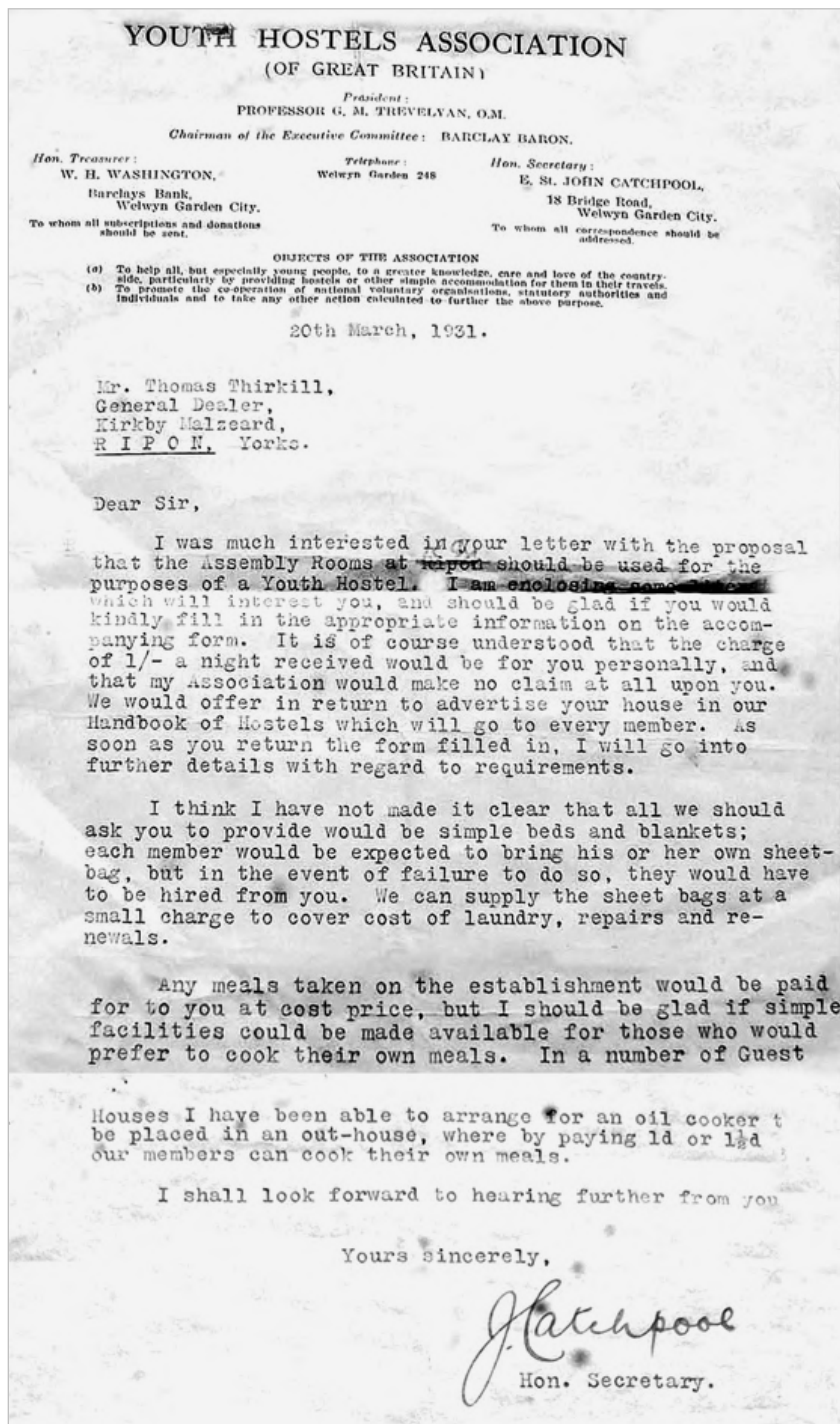 YOUTH HOSTELS ASSOCIATION
(OF GREAT BRITAIN)
President:
PROFESSOR G. M. TREVELYAN, O.M.
Chairman of the Executive Committee: BARCLAY BARON.
Hon. Treasurer:
W. H. WASHINGTON,
Barclays Bank,
Welwyn Garden City.
To whom all subscriptions and donations
should be sent.
Telephone:
Welwyn Garden 248
Hon. Secretary:
E. St. JOHN CATCHPOOL,
18 Bridge Road,
Welwyn Garden City.
To whom all correspondence should be
addressed.
OBJECTS OF THE ASSOCIATION
(a) To help all, but especially young people, to a greater knowledge, care and love of the country-
side, particularly by providing hostels or other simple accommodation for them in their travels.
(b) To promote the co-operation of national voluntary organisations, statutory authorities and
individuals and to take any other action calculated to further the above purpose.
20th March, 1931.
Mr. Thomas Thirkill,
General Dealer,
Kirkby Malzeard,
R I P O N, Yorks.
Dear Sir,
I was much interested in your letter with the proposal
that the Assembly Rooms at Ripon should be used for the
purposes of a Youth Hostel. I am enclosing some
which will interest you, and should be glad if you would
kindly fill in the appropriate information on the accom-
panying form. It is of course understood that the charge
of 1/- a night received would be for you personally, and
that my Association would make no claim at all upon you.
We would offer in return to advertise your house in our
Handbook of Hostels which will go to every member. As
soon as you return the form filled in, I will go into
further details with regard to requirements.
I think I have not made it clear that all we should
ask you to provide would be simple beds and blankets;
each member would be expected to bring his or her own sheet-
bag, but in the event of failure to do so, they would have
to be hired from you. We can supply the sheet bags at a
small charge to cover cost of laundry, repairs and re-
newals.
Any meals taken on the establishment would be paid
for to you at cost price, but I should be glad if simple
facilities could be made available for those who would
prefer to cook their own meals. In a number of Guest
Houses I have been able to arrange for an oil cooker t
be placed in an out-house, where by paying 1d or 1½d
our members can cook their own meals.
I shall look forward to hearing further from you
Yours sincerely,
J. Catchpool
Hon. Secretary.